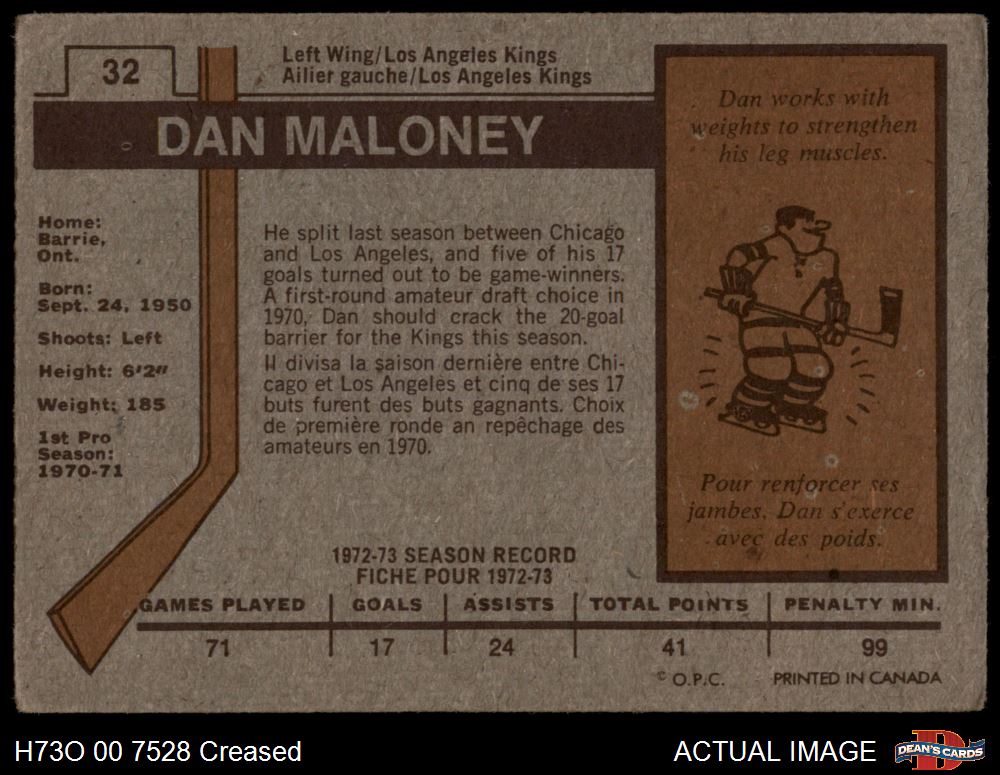 32
Left Wing/Los Angeles Kings
Ailier gauche/Los Angeles Kings
DAN MALONEY
Home:
Barrie,
Ont.
Born:
Sept. 24, 1950
Shoots: Left
Height: 6'2"
Weight: 185
1st Pro
Season:
1970-71
He split last season between Chicago
and Los Angeles, and five of his 17
goals turned out to be game-winners.
A first-round amateur draft choice in
1970, Dan should crack the 20-goal
barrier for the Kings this season.
Il divisa la saison dernière entre Chi-
cago et Los Angeles et cinq de ses 17
buts furent des buts gagnants. Choix
de première ronde an repêchage des
amateurs en 1970.
Dan works with
weights to strengthen
his leg muscles.
Pour renforcer ses
jambes, Dan s'exerce
avec des poids.
1972-73 SEASON RECORD
FICHE POUR 1972-73
GAMES PLAYED GOALS ASSISTS TOTAL POINTS PENALTY MIN.
71 17 24 41 99
© O.P.C. PRINTED IN CANADA
H73O 00 7528 Creased
ACTUAL IMAGE
DEAN'S CARDS